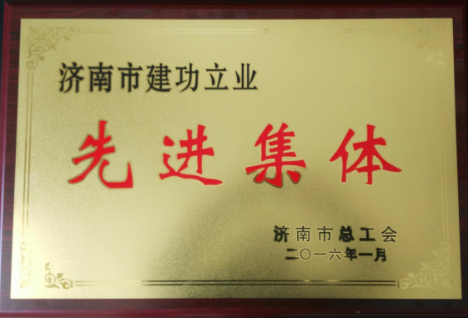 济南市建功立业
先进集体
济南市总工会
二〇一六年一月